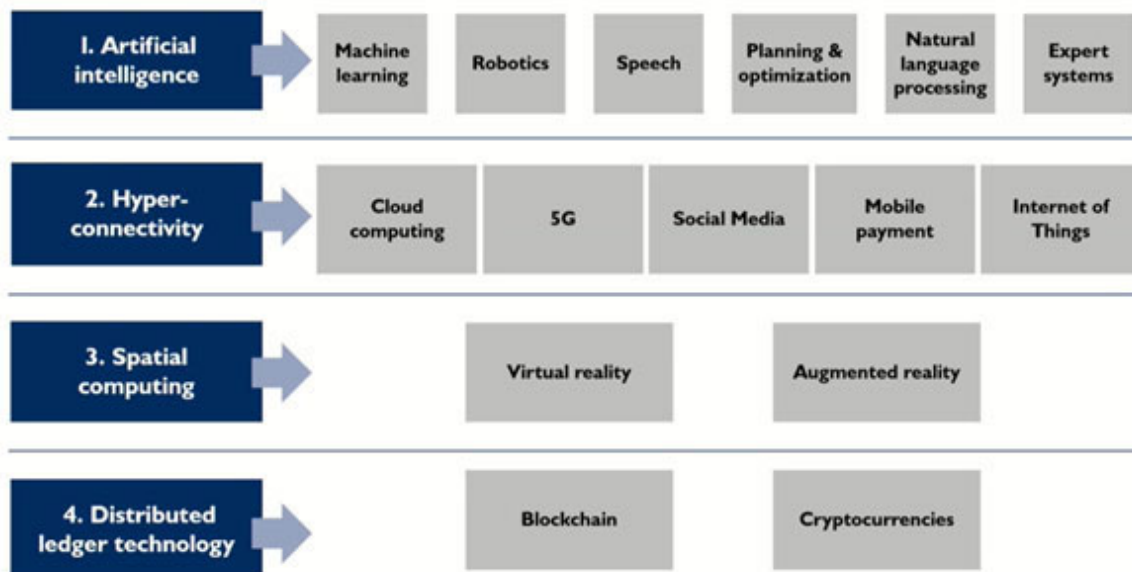 1. Artificial
intelligence
Machine
learning
Robotics
Speech
Planning &
optimization
Natural
language
processing
Expert
systems
2. Hyper-
connectivity
Cloud
computing
5G
Social Media
Mobile
payment
Internet of
Things
3. Spatial
computing
Virtual reality
Augmented reality
4. Distributed
ledger technology
Blockchain
Cryptocurrencies